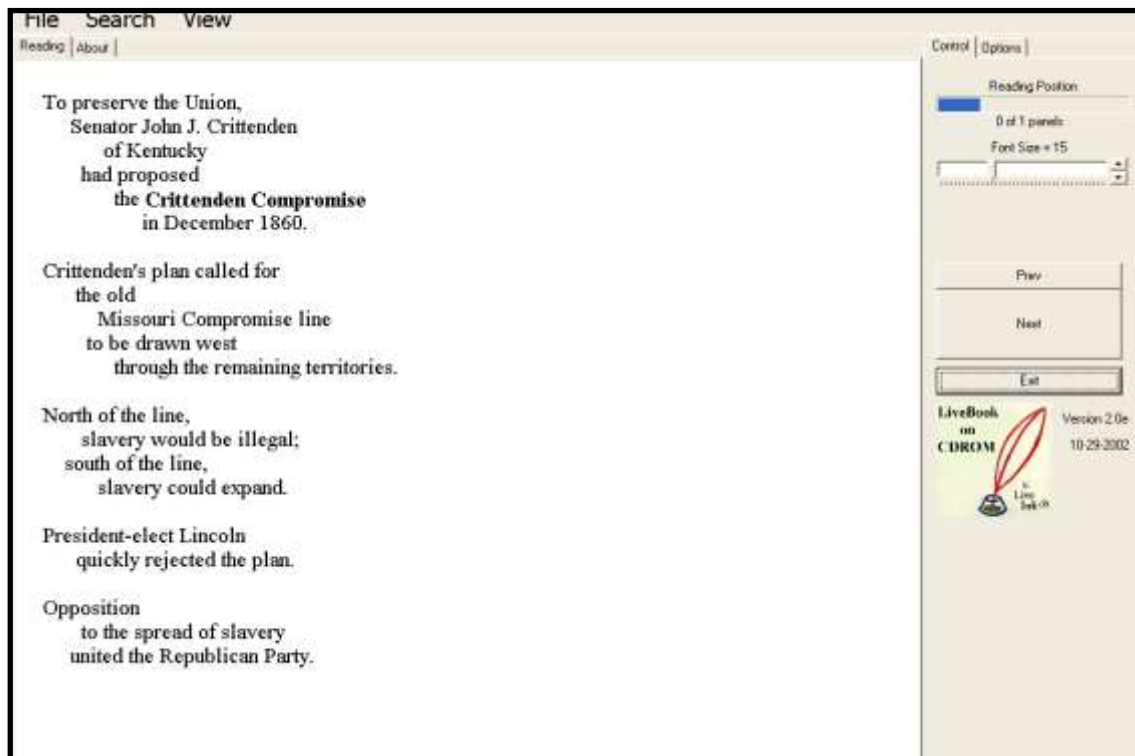 File Search View
Reading About
To preserve the Union,
Senator John J. Crittenden
of Kentucky
had proposed
the Crittenden Compromise
in December 1860.
Crittenden's plan called for
the old
Missouri Compromise line
to be drawn west
through the remaining territories.
North of the line,
slavery would be illegal;
south of the line,
slavery could expand.
President-elect Lincoln
quickly rejected the plan.
Opposition
to the spread of slavery
united the Republican Party.
Control Options
Reading Position
0 of 1 panels
Font Size = 15
Prev
Next
Exit
LiveBook
on
CDROM
Version 2.0e
10-29-2002
Live
Ink ®